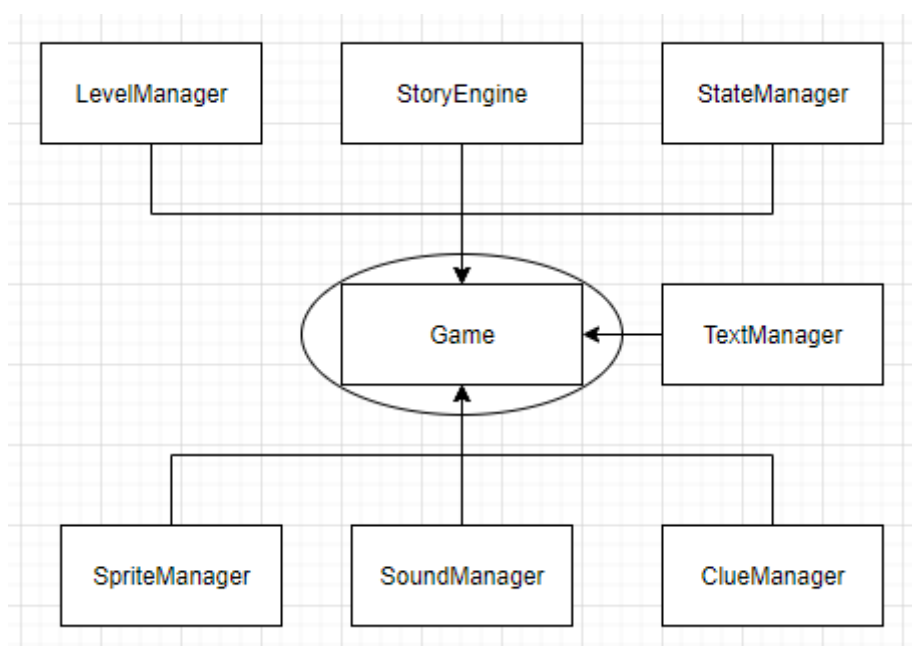 LevelManager
StoryEngine
StateManager
Game
TextManager
SpriteManager
SoundManager
ClueManager